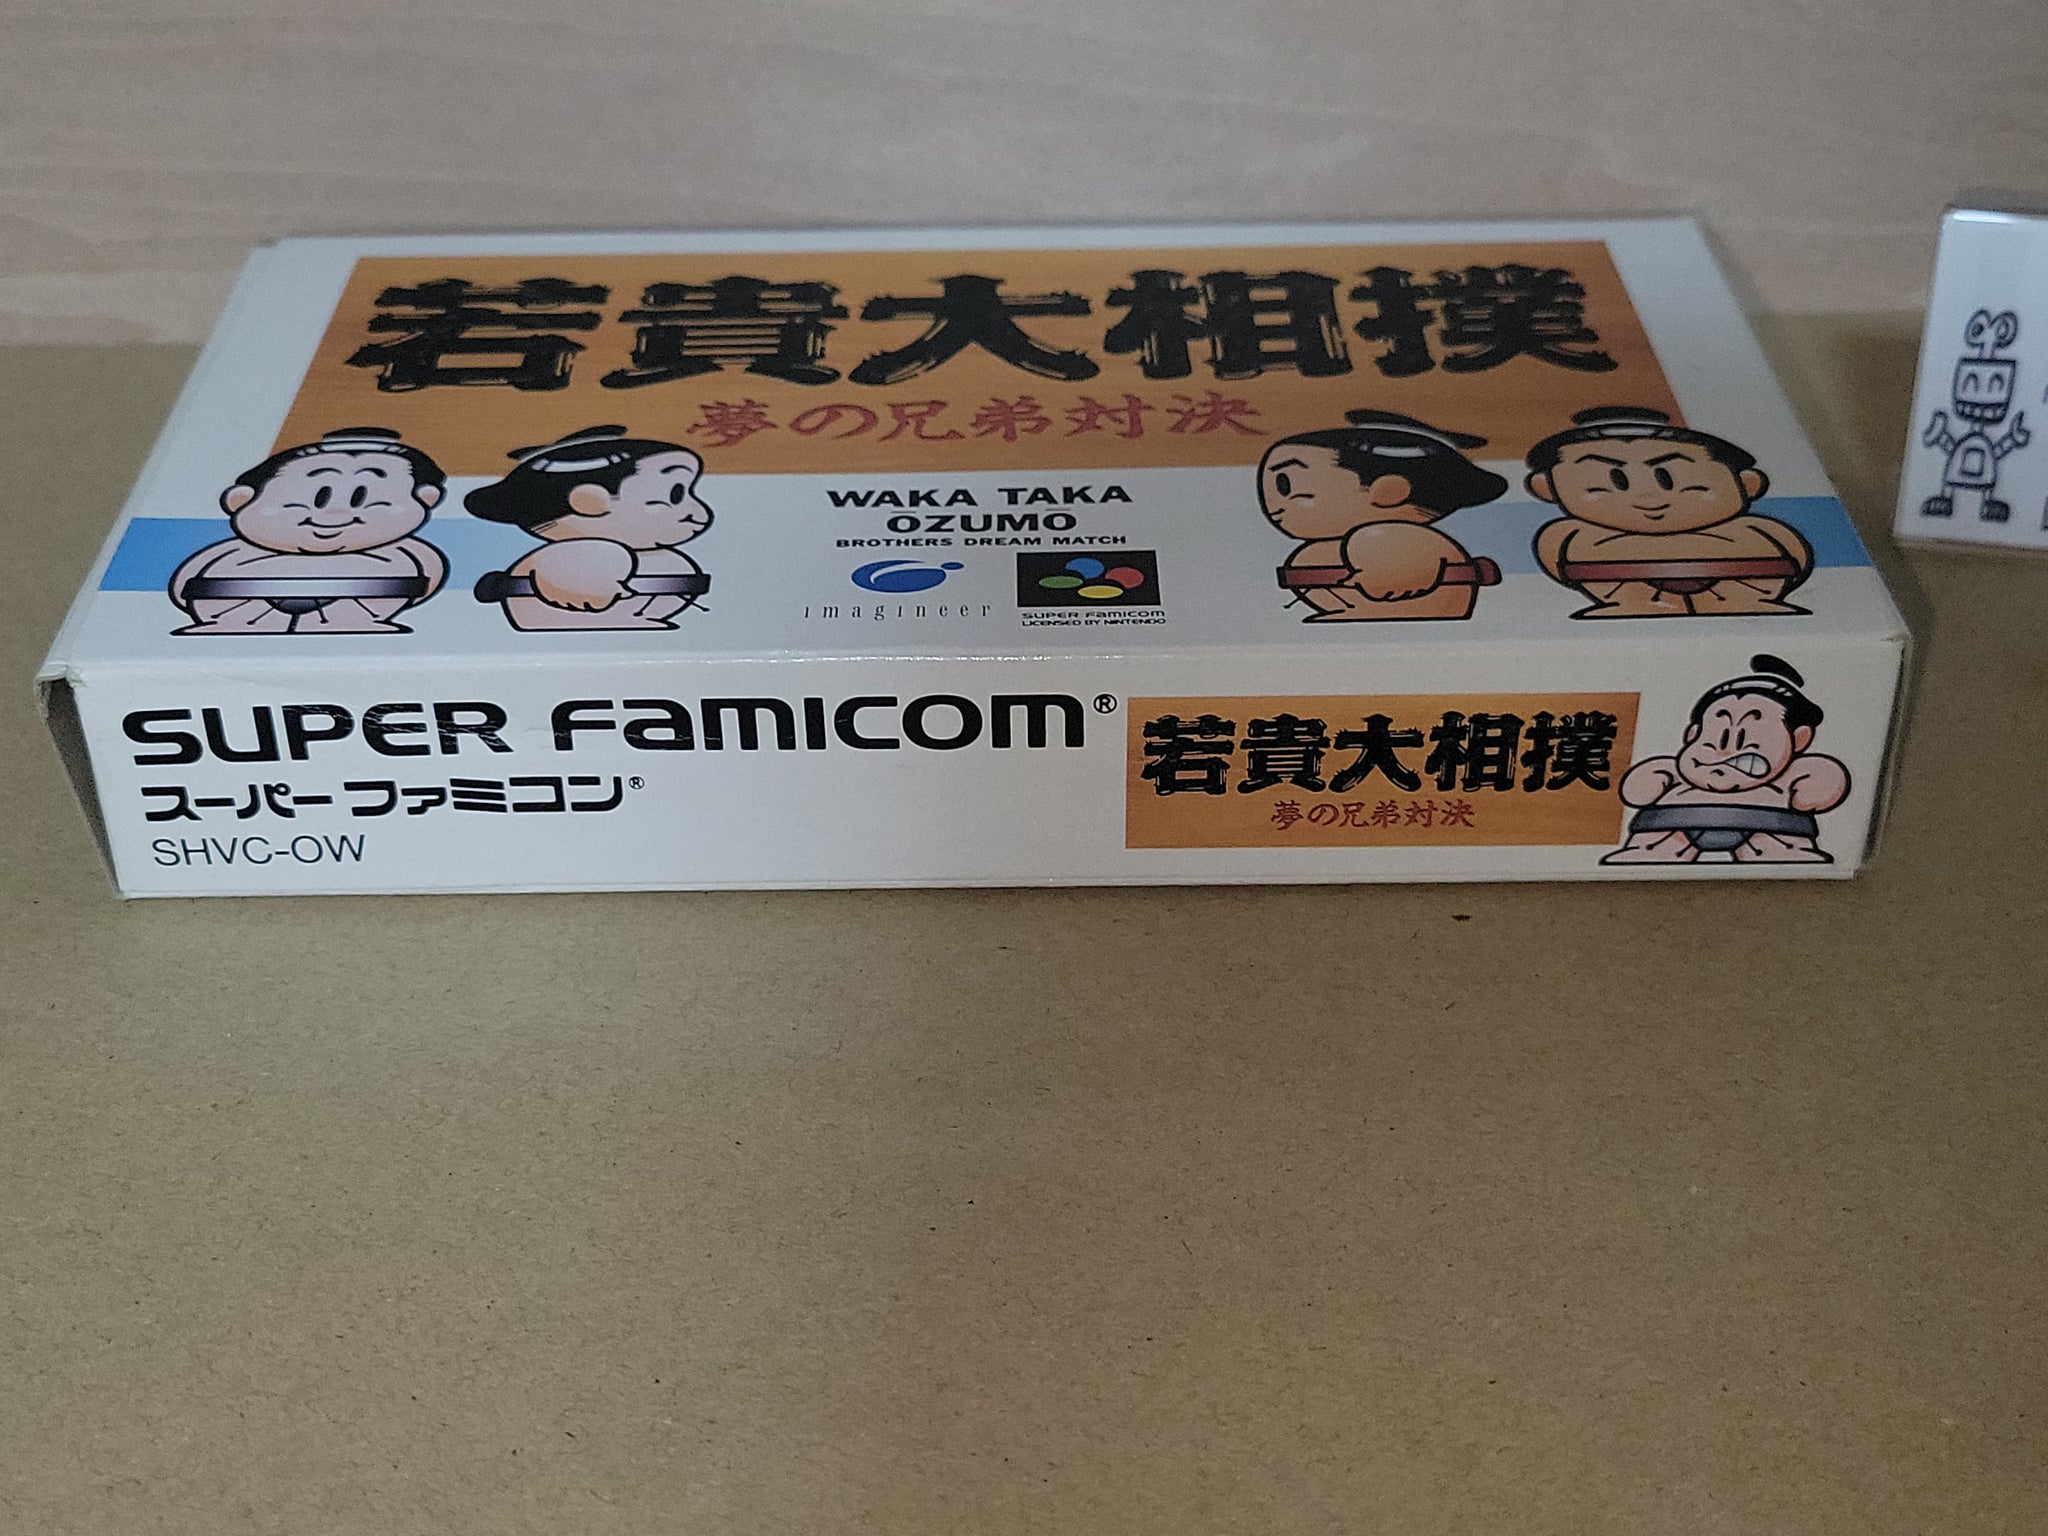 若貴大相撲
夢の兄弟対決
WAKA TAKA
ŌZUMŌ
BROTHERS DREAM MATCH
imagineer
SUPER FAMICOM
LICENSED BY NINTENDO
SUPER FAMICOM®
スーパーファミコン®
SHVC-OW
若貴大相撲
夢の兄弟対決